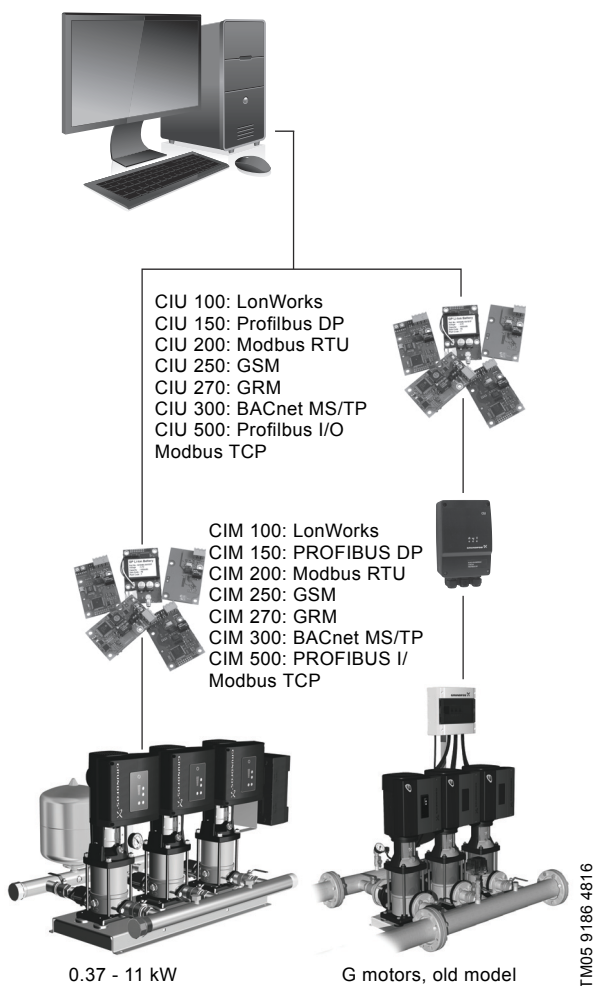 CIU 100: LonWorks
CIU 150: Profilbus DP
CIU 200: Modbus RTU
CIU 250: GSM
CIU 270: GRM
CIU 300: BACnet MS/TP
CIU 500: Profilbus I/O
Modbus TCP
CIM 100: LonWorks
CIM 150: PROFIBUS DP
CIM 200: Modbus RTU
CIM 250: GSM
CIM 270: GRM
CIM 300: BACnet MS/TP
CIM 500: PROFIBUS I/
Modbus TCP
0.37 - 11 kW
G motors, old model
TM05 9186 4816